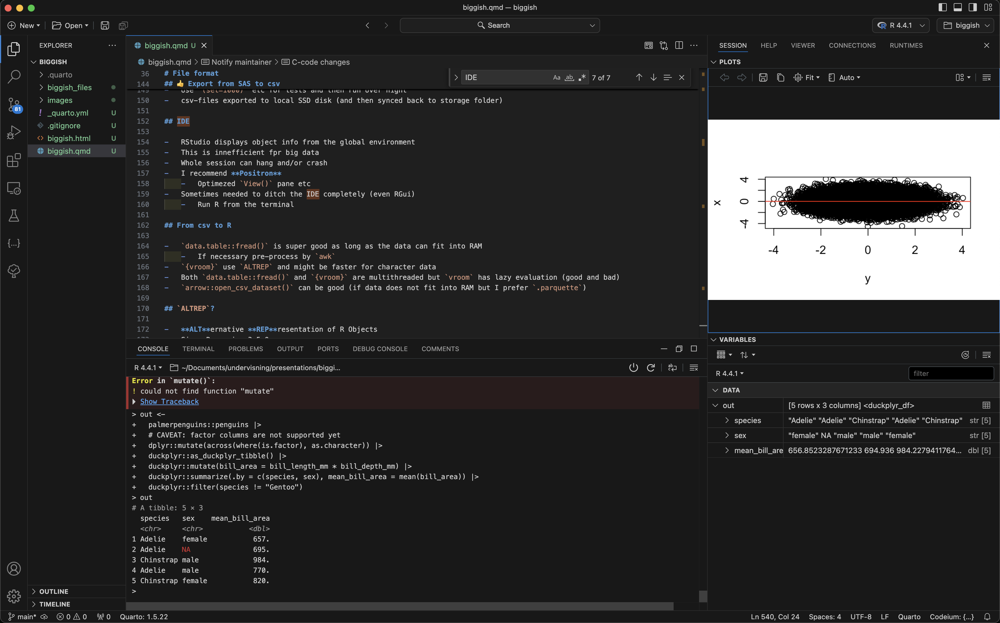 biggish.qmd — biggish
New
Open
Search
R 4.4.1
biggish
EXPLORER
BIGGISH
.quarto
biggish_files
images
! _quarto.yml U
.gitignore U
biggish.html U
biggish.qmd U
81
OUTLINE
TIMELINE
biggish.qmd U
biggish.qmd > Notify maintainer > C-code changes
IDE
Aa ab .* 7 of 7
36 # File format
144 ## 👍 Export from SAS to csv
149 - Use `(sel=1000)` etc for tests and then run over night
150 - csv-files exported to local SSD disk (and then synced back to storage folder)
151
152 ## IDE
153
154 - RStudio displays object info from the global environment
155 - This is innefficient fpr big data
156 - Whole session can hang and/or crash
157 - I recommend **Positron**
158 - Optimezed `View()` pane etc
159 - Sometimes needed to ditch the IDE completely (even RGui)
160 - Run R from the terminal
161
162 ## From csv to R
163
164 - `data.table::fread()` is super good as long as the data can fit into RAM
165 - If necessary pre-process by `awk`
166 - `{vroom}` use `ALTREP` and might be faster for character data
167 - Both `data.table::fread()` and `{vroom}` are multithreaded but `vroom` has lazy evaluation (good and bad)
168 - `arrow::open_csv_dataset()` can be good (if data does not fit into RAM but I prefer `.parquette`)
169
170 ## `ALTREP`?
171
172 - **ALT**ernative **REP**resentation of R Objects
CONSOLE TERMINAL PROBLEMS OUTPUT PORTS DEBUG CONSOLE COMMENTS
R 4.4.1 ~/Documents/undervisning/presentations/biggi...
Error in `mutate()`:
! could not find function "mutate"
Show Traceback
> out <-
+ palmerpenguins::penguins |>
+ # CAVEAT: factor columns are not supported yet
+ dplyr::mutate(across(where(is.factor), as.character)) |>
+ duckplyr::as_duckplyr_tibble() |>
+ duckplyr::mutate(bill_area = bill_length_mm * bill_depth_mm) |>
+ duckplyr::summarize(.by = c(species, sex), mean_bill_area = mean(bill_area)) |>
+ duckplyr::filter(species != "Gentoo")
> out
# A tibble: 5 × 3
species sex mean_bill_area
<chr> <chr> <dbl>
1 Adelie female 657.
2 Adelie NA 695.
3 Chinstrap male 984.
4 Adelie male 770.
5 Chinstrap female 820.
>
SESSION HELP VIEWER CONNECTIONS RUNTIMES
PLOTS
Fit
Auto
4
0
-4
x
-4 -2 0 2 4
y
VARIABLES
R 4.4.1
filter
DATA
out [5 rows x 3 columns] <duckplyr_df>
species "Adelie" "Adelie" "Chinstrap" "Adelie" "Chinstrap" str [5]
sex "female" NA "male" "male" "female" str [5]
mean_bill_are 656.8523287671233 694.936 984.2279411764... dbl [5]
main* 0 0 0 Quarto: 1.5.22
Ln 540, Col 24 Spaces: 4 UTF-8 LF Quarto Codeium: {...}